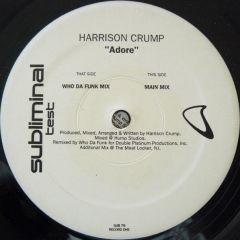 HARRISON CRUMP
"Adore"
THAT SIDE
WHO DA FUNK MIX
THIS SIDE
MAIN MIX
subliminal
test
Produced, Mixed, Arranged & Written by Harrison Crump.
Mixed @ Hump Studios.
Remixed by Who Da Funk for Double Platinum Productions, Inc.
Additional Mix @ The Meat Locker, NJ.
SUB 75
RECORD ONE